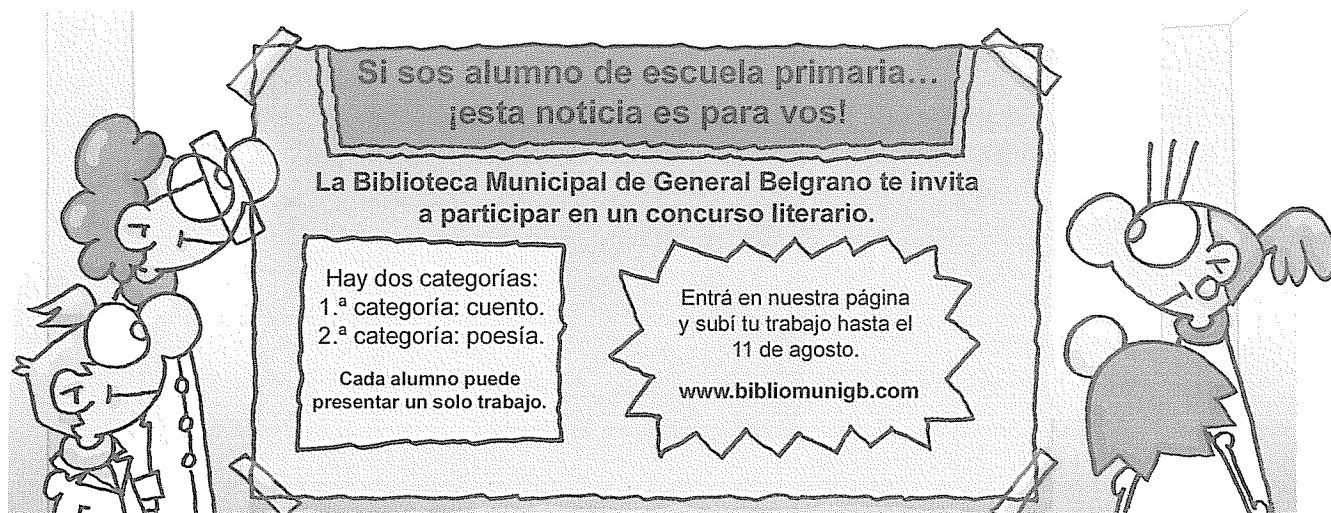 Si sos alumno de escuela primaria...
¡esta noticia es para vos!
La Biblioteca Municipal de General Belgrano te invita
a participar en un concurso literario.
Hay dos categorías:
1.ª categoría: cuento.
2.ª categoría: poesía.
Cada alumno puede
presentar un solo trabajo.
Entrá en nuestra página
y subí tu trabajo hasta el
11 de agosto.
www.bibliomunigb.com